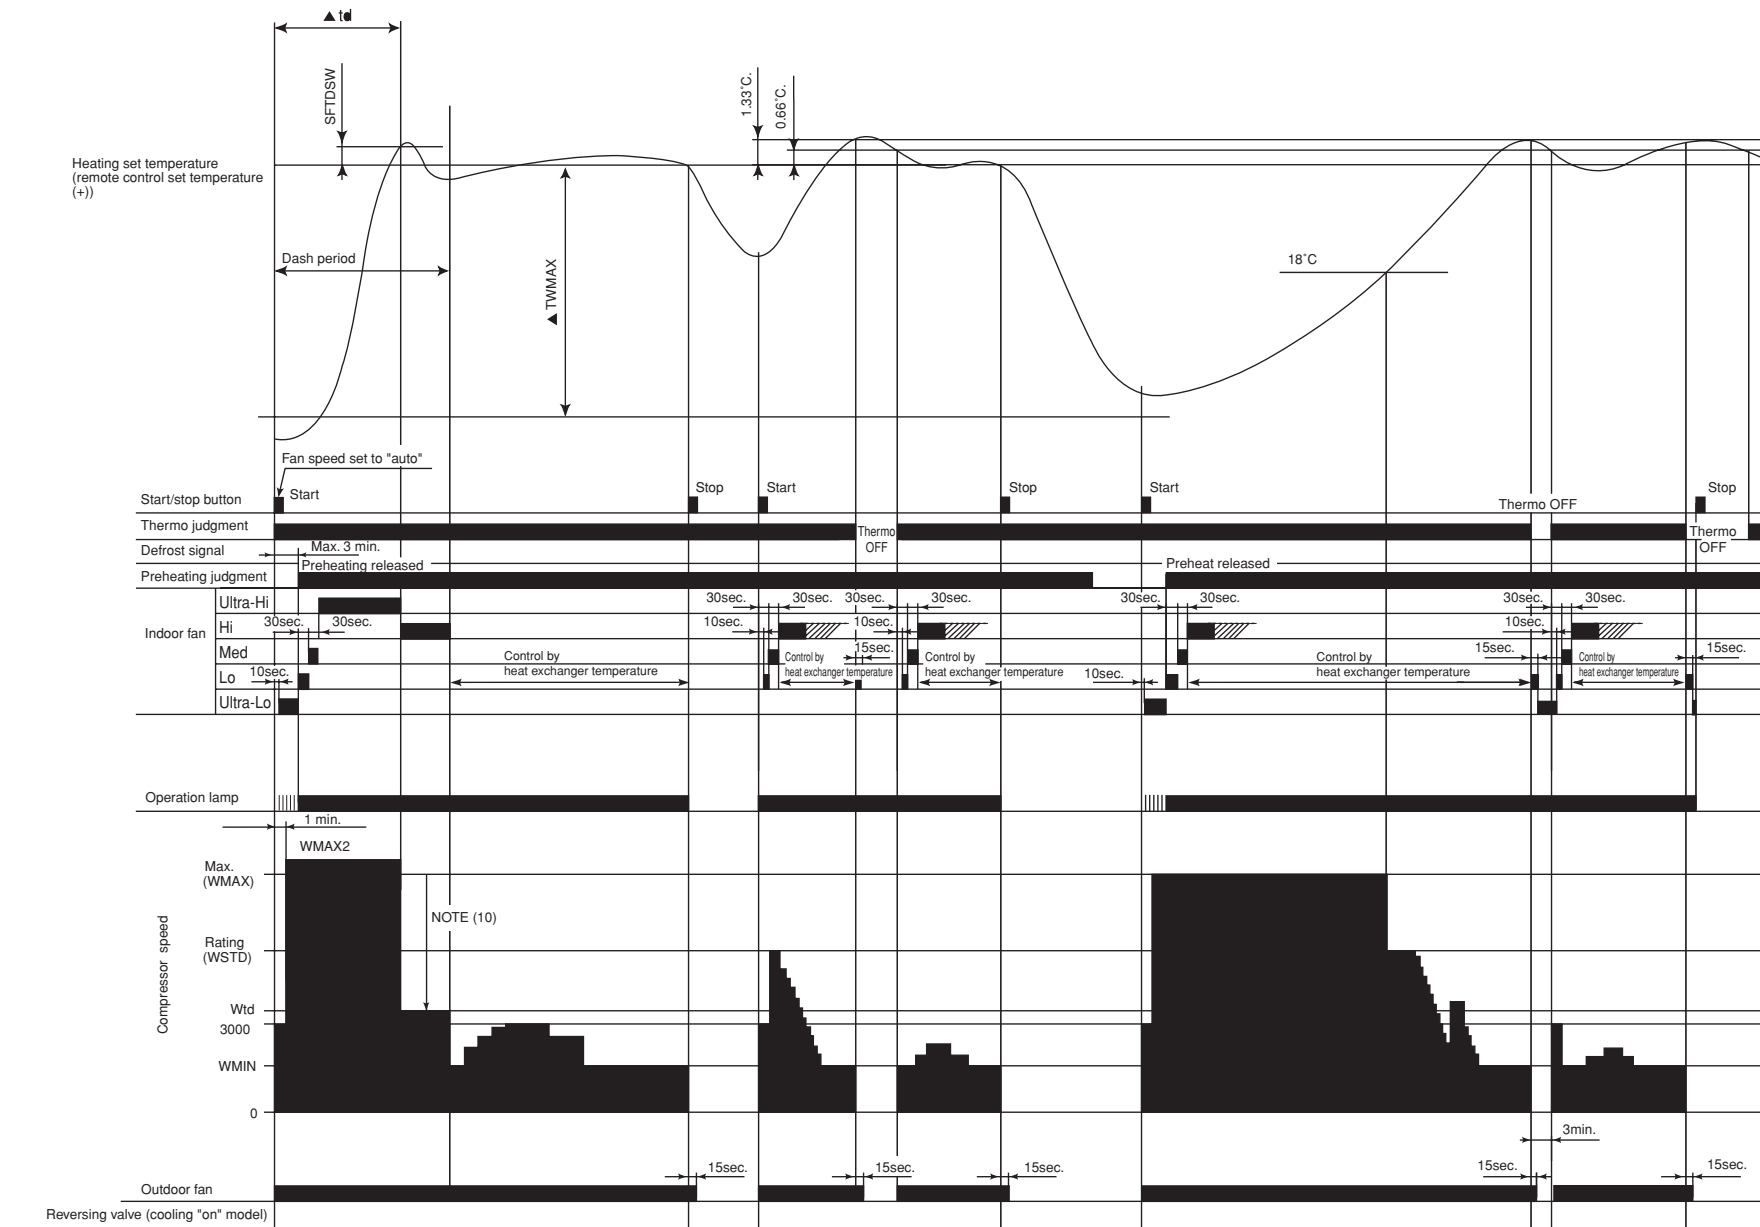 ▲ td
SFTDSW
1.33˚C.
0.66˚C.
Heating set temperature
(remote control set temperature
(+))
Dash period
▲ TWMAX
18˚C
Fan speed set to "auto"
Start/stop button
Start
Stop
Start
Stop
Start
Thermo OFF
Stop
Thermo judgment
Thermo
OFF
Thermo
OFF
Defrost signal
Max. 3 min.
Preheating released
Preheat released
Preheating judgment
Indoor fan
Ultra-Hi
30sec.
30sec.
30sec.
30sec.
30sec.
30sec.
30sec.
30sec.
Hi
30sec.
30sec.
10sec.
10sec.
10sec.
Med
Control by
heat exchanger temperature
Control by
heat exchanger temperature
15sec.
Control by
heat exchanger temperature
Control by
heat exchanger temperature
15sec.
Control by
heat exchanger temperature
15sec.
Lo
10sec.
10sec.
Ultra-Lo
Operation lamp
1 min.
WMAX2
Compressor speed
Max.
(WMAX)
NOTE (10)
Rating
(WSTD)
Wtd
3000
WMIN
0
3min.
15sec.
15sec.
15sec.
15sec.
15sec.
Outdoor fan
Reversing valve (cooling "on" model)